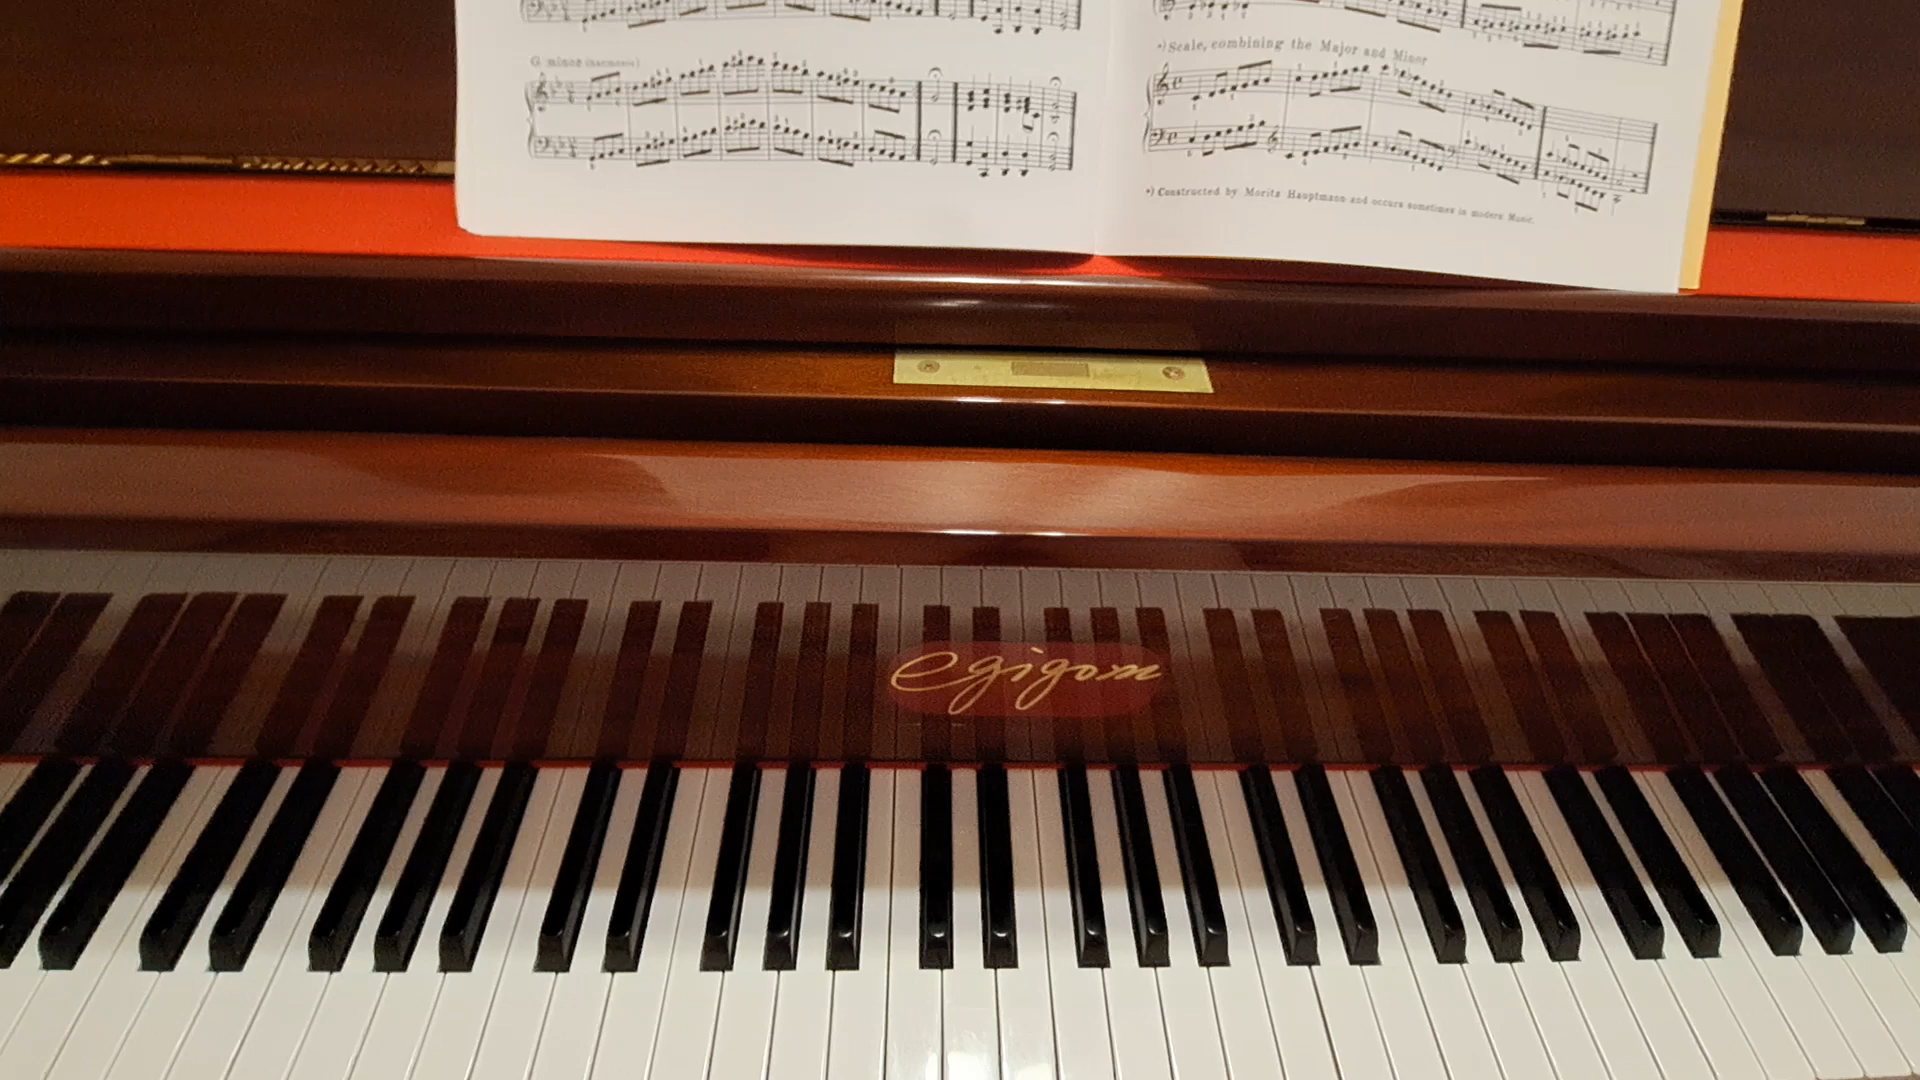 G minor (harmonic)
*) Scale, combining the Major and Minor
*) Constructed by Moritz Hauptmann and occurs sometimes in modern Music.
egigom